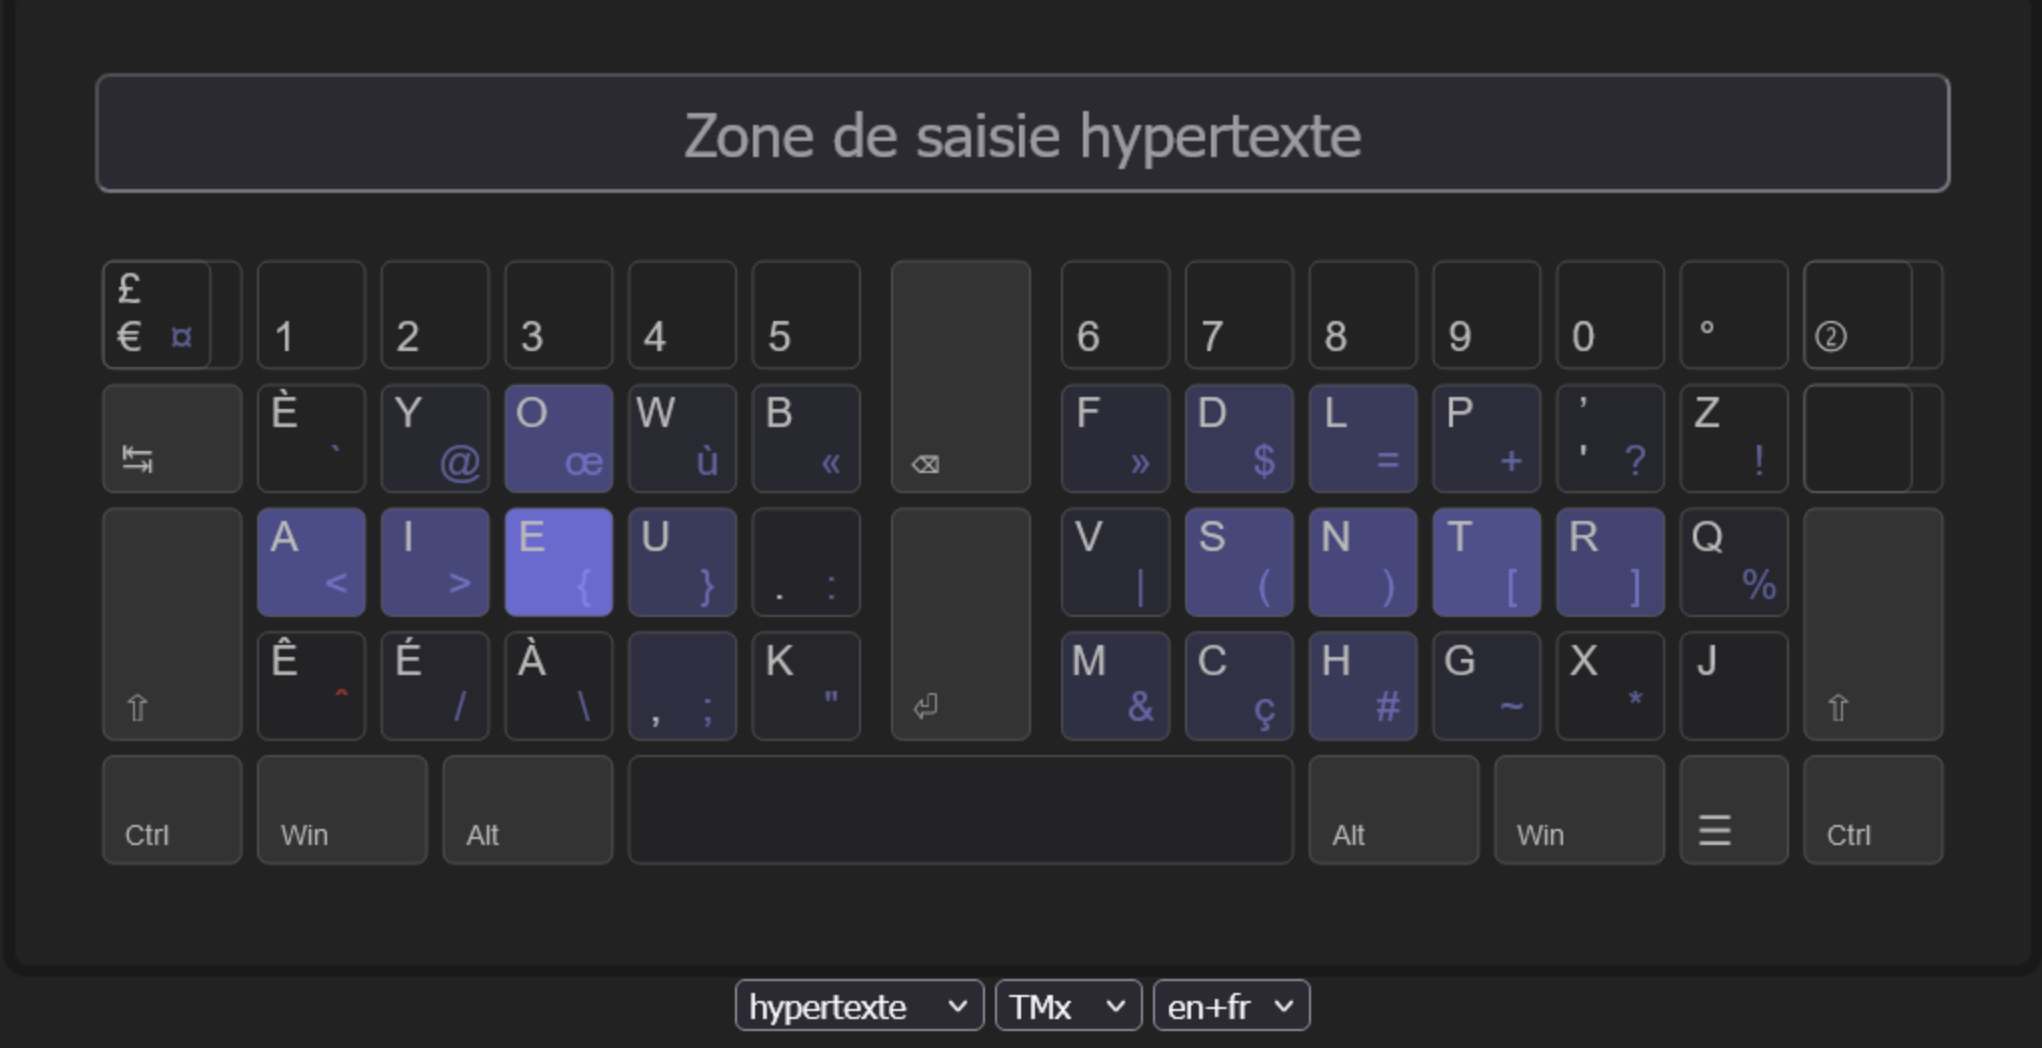 Zone de saisie hypertexte
£
€ ¤ 1 2 3 4 5 ⌫ 6 7 8 9 0 ° ②
È ` Y @ O œ W ù B « F » D $ L = P + ’ ' ? Z !
A < I > E { U } . : V | S ( N ) T [ R ] Q %
Ê ^ É / À \ , ; K " M & C ç H # G ~ X * J
Ctrl Win Alt Alt Win ☰ Ctrl
hypertexte TMx en+fr